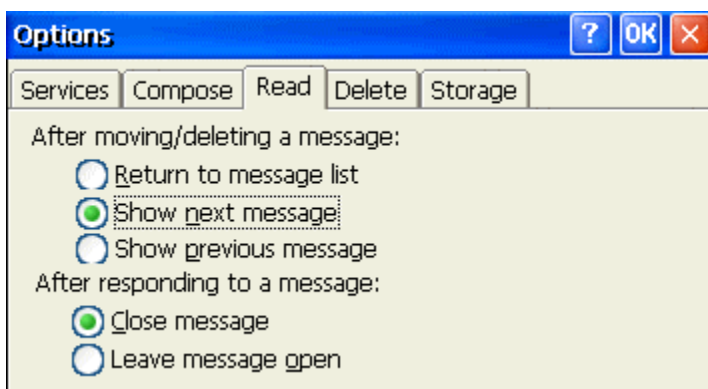 Options ? OK ×
Services Compose Read Delete Storage
After moving/deleting a message:
Return to message list
Show next message
Show previous message
After responding to a message:
Close message
Leave message open